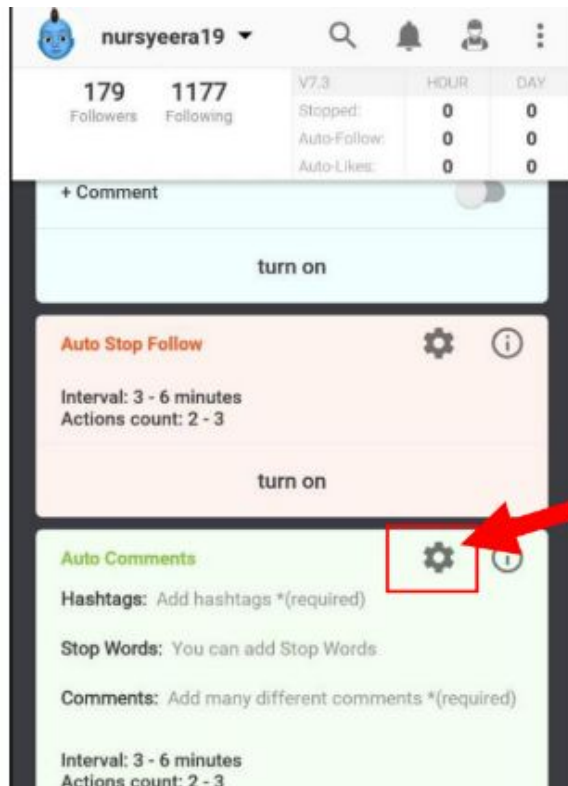 nursyeera19
179 1177
Followers Following
V7.3 HOUR DAY
Stopped: 0 0
Auto-Follow: 0 0
Auto-Likes: 0 0
+ Comment
turn on
Auto Stop Follow
Interval: 3 - 6 minutes
Actions count: 2 - 3
turn on
Auto Comments
Hashtags: Add hashtags *(required)
Stop Words: You can add Stop Words
Comments: Add many different comments *(required)
Interval: 3 - 6 minutes
Actions count: 2 - 3